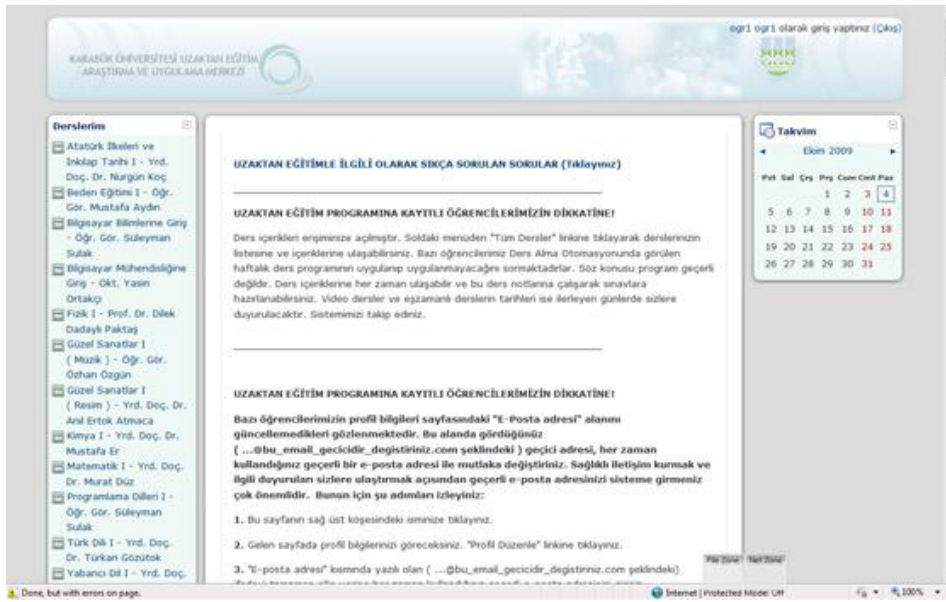 ogr1 ogr1 olarak giriş yaptınız (Çıkış)
KARABÜK ÜNİVERSİTESİ UZAKTAN EĞİTİM
ARAŞTIRMA VE UYGULAMA MERKEZİ
Derslerim
Atatürk İlkeleri ve
İnkılap Tarihi I - Yrd.
Doç. Dr. Nurgün Koç
Beden Eğitimi I - Öğr.
Gör. Mustafa Aydın
Bilgisayar Bilimlerine Giriş
- Öğr. Gör. Süleyman
Sulak
Bilgisayar Mühendisliğine
Giriş - Okt. Yasin
Ortakçı
Fizik I - Prof. Dr. Dilek
Dadaylı Paktaş
Güzel Sanatlar I
( Müzik ) - Öğr. Gör.
Özhan Özgün
Güzel Sanatlar I
( Resim ) - Yrd. Doç. Dr.
Anıl Ertok Atmaca
Kimya I - Yrd. Doç. Dr.
Mustafa Er
Matematik I - Yrd. Doç.
Dr. Murat Düz
Programlama Dilleri I -
Öğr. Gör. Süleyman
Sulak
Türk Dili I - Yrd. Doç.
Dr. Türkan Gözütok
Yabancı Dil I - Yrd. Doç.
UZAKTAN EĞİTİMLE İLGİLİ OLARAK SIKÇA SORULAN SORULAR (Tıklayınız)
UZAKTAN EĞİTİM PROGRAMINA KAYITLI ÖĞRENCİLERİMİZİN DİKKATİNE!
Ders içerikleri erişiminize açılmıştır. Soldaki menüden "Tüm Dersler" linkine tıklayarak derslerinizin
listesine ve içeriklerine ulaşabilirsiniz. Bazı öğrencilerimiz Ders Alma Otomasyonunda görülen
haftalık ders programının uygulanıp uygulanmayacağını sormaktadırlar. Söz konusu program geçerli
değildir. Ders içeriklerine her zaman ulaşabilir ve bu ders notlarına çalışarak sınavlara
hazırlanabilirsiniz. Video dersler ve eşzamanlı derslerin tarihleri ise ilerleyen günlerde sizlere
duyurulacaktır. Sistemimizi takip ediniz.
UZAKTAN EĞİTİM PROGRAMINA KAYITLI ÖĞRENCİLERİMİZİN DİKKATİNE!
Bazı öğrencilerimizin profil bilgileri sayfasındaki "E-Posta adresi" alanını
güncellemedikleri gözlenmektedir. Bu alanda gördüğünüz
( ...@bu_email_gecicidir_degistiriniz.com şeklindeki ) geçici adresi, her zaman
kullandığınız geçerli bir e-posta adresi ile mutlaka değiştiriniz. Sağlıklı iletişim kurmak ve
ilgili duyuruları sizlere ulaştırmak açısından geçerli e-posta adresinizi sisteme girmeniz
çok önemlidir. Bunun için şu adımları izleyiniz:
1. Bu sayfanın sağ üst köşesindeki isminize tıklayınız.
2. Gelen sayfada profil bilgilerinizi göreceksiniz. "Profil Düzenle" linkine tıklayınız.
3. "E-posta adresi" kısmında yazılı olan ( ...@bu_email_gecicidir_degistiriniz.com şeklindeki)
Takvim
◄ Ekim 2009 ►
Pzt Sal Çrş Prş Cum Cmt Paz
1 2 3 4
5 6 7 8 9 10 11
12 13 14 15 16 17 18
19 20 21 22 23 24 25
26 27 28 29 30 31
File Zone Net Zone
Done, but with errors on page.
Internet | Protected Mode: Off
100%